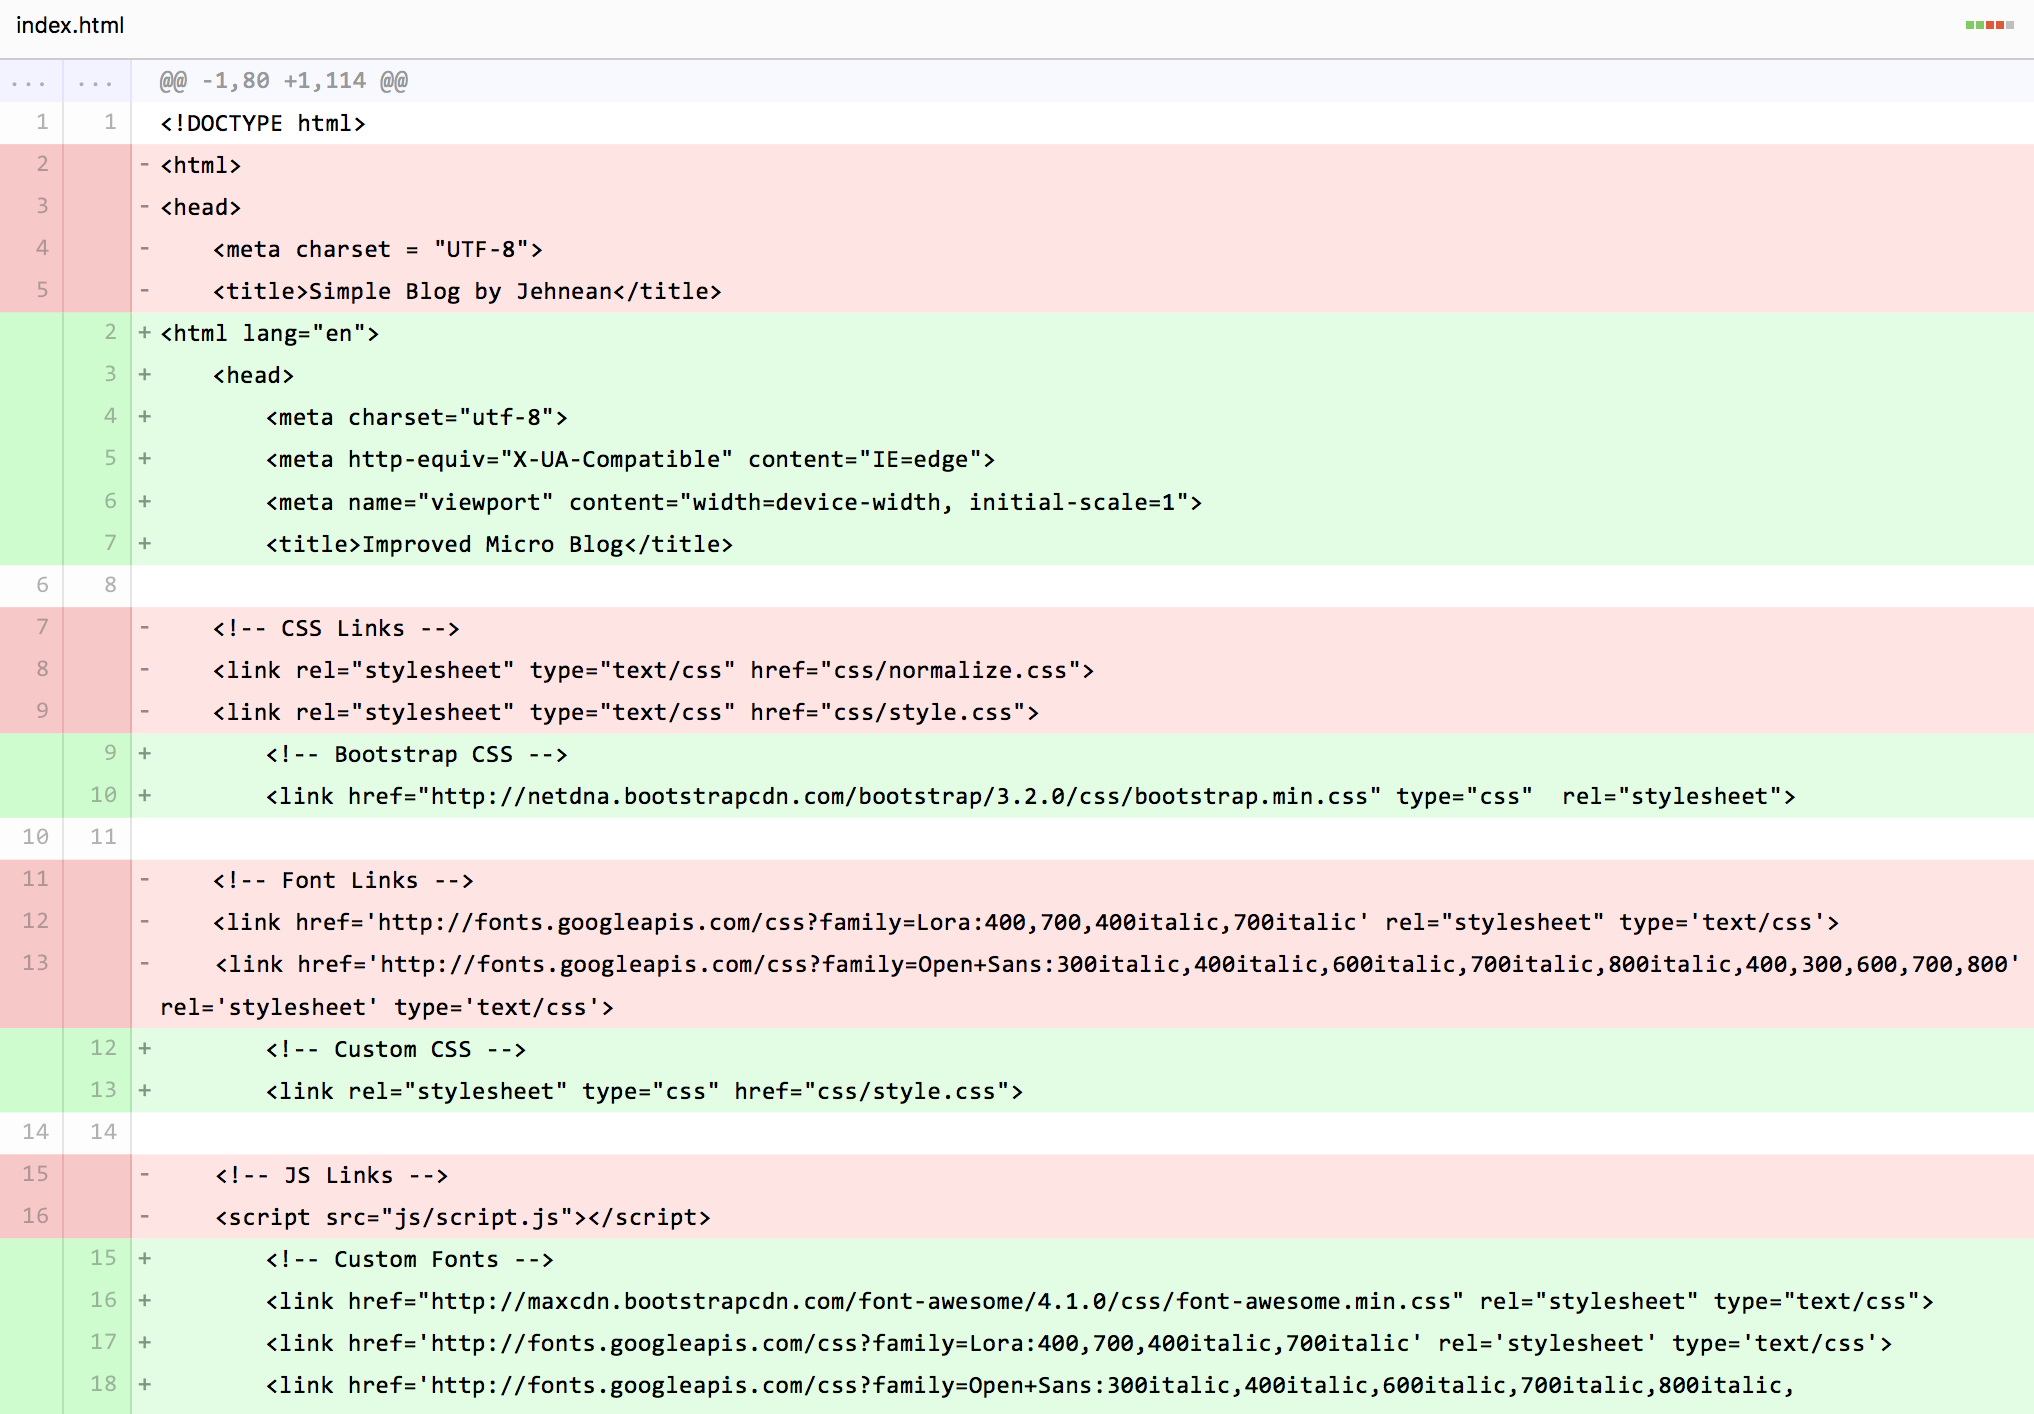 index.html
... ... @@ -1,80 +1,114 @@
1 1 <!DOCTYPE html>
2 - <html>
3 - <head>
4 - <meta charset = "UTF-8">
5 - <title>Simple Blog by Jehnean</title>
2 + <html lang="en">
3 + <head>
4 + <meta charset="utf-8">
5 + <meta http-equiv="X-UA-Compatible" content="IE=edge">
6 + <meta name="viewport" content="width=device-width, initial-scale=1">
7 + <title>Improved Micro Blog</title>
6 8
7 - <!-- CSS Links -->
8 - <link rel="stylesheet" type="text/css" href="css/normalize.css">
9 - <link rel="stylesheet" type="text/css" href="css/style.css">
9 + <!-- Bootstrap CSS -->
10 + <link href="http://netdna.bootstrapcdn.com/bootstrap/3.2.0/css/bootstrap.min.css" type="css"  rel="stylesheet">
10 11
11 - <!-- Font Links -->
12 - <link href='http://fonts.googleapis.com/css?family=Lora:400,700,400italic,700italic' rel="stylesheet" type='text/css'>
13 - <link href='http://fonts.googleapis.com/css?family=Open+Sans:300italic,400italic,600italic,700italic,800italic,400,300,600,700,800'
rel='stylesheet' type='text/css'>
12 + <!-- Custom CSS -->
13 + <link rel="stylesheet" type="css" href="css/style.css">
14 14
15 - <!-- JS Links -->
16 - <script src="js/script.js"></script>
15 + <!-- Custom Fonts -->
16 + <link href="http://maxcdn.bootstrapcdn.com/font-awesome/4.1.0/css/font-awesome.min.css" rel="stylesheet" type="text/css">
17 + <link href='http://fonts.googleapis.com/css?family=Lora:400,700,400italic,700italic' rel='stylesheet' type='text/css'>
18 + <link href='http://fonts.googleapis.com/css?family=Open+Sans:300italic,400italic,600italic,700italic,800italic,